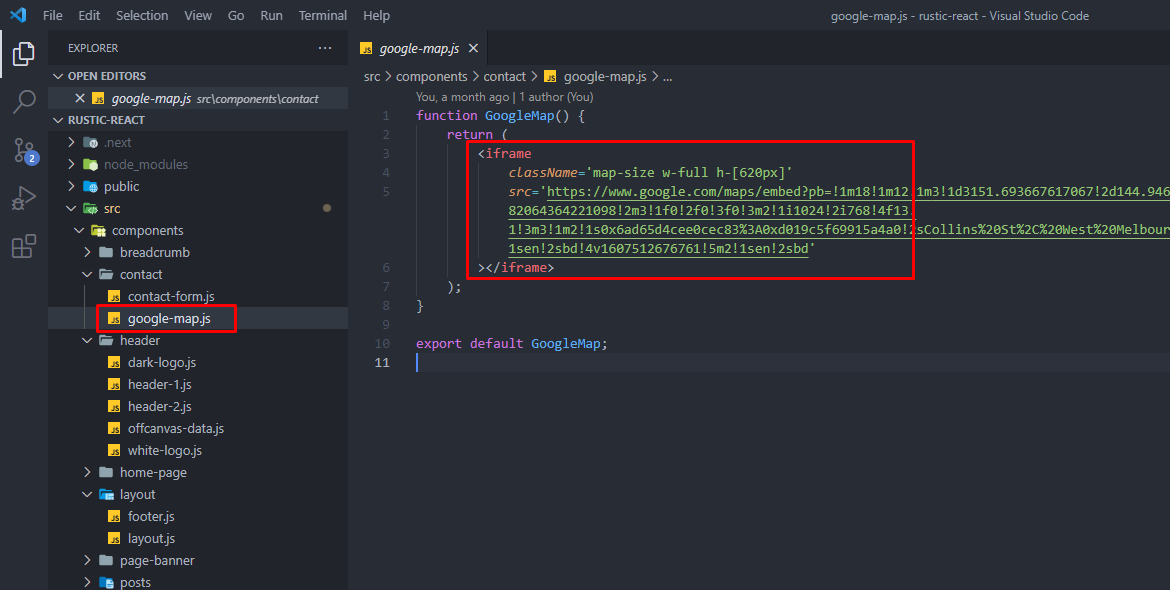 File Edit Selection View Go Run Terminal Help
google-map.js - rustic-react - Visual Studio Code
EXPLORER ...
OPEN EDITORS
JS google-map.js src\components\contact
RUSTIC-REACT
.next
node_modules
public
src
components
breadcrumb
contact
JS contact-form.js
JS google-map.js
header
JS dark-logo.js
JS header-1.js
JS header-2.js
JS offcanvas-data.js
JS white-logo.js
home-page
layout
JS footer.js
JS layout.js
page-banner
posts
2
JS google-map.js
src > components > contact > JS google-map.js > ...
You, a month ago | 1 author (You)
1 function GoogleMap() {
2 return (
3 <iframe
4 className='map-size w-full h-[620px]'
5 src='https://www.google.com/maps/embed?pb=!1m18!1m12!1m3!1d3151.693667617067!2d144.946
82064364221098!2m3!1f0!2f0!3f0!3m2!1i1024!2i768!4f13.
1!3m3!1m2!1s0x6ad65d4cee0cec83%3A0xd019c5f69915a4a0!2sCollins%20St%2C%20West%20Melbour
1sen!2sbd!4v1607512676761!5m2!1sen!2sbd'
6 ></iframe>
7 );
8 }
9
10 export default GoogleMap;
11